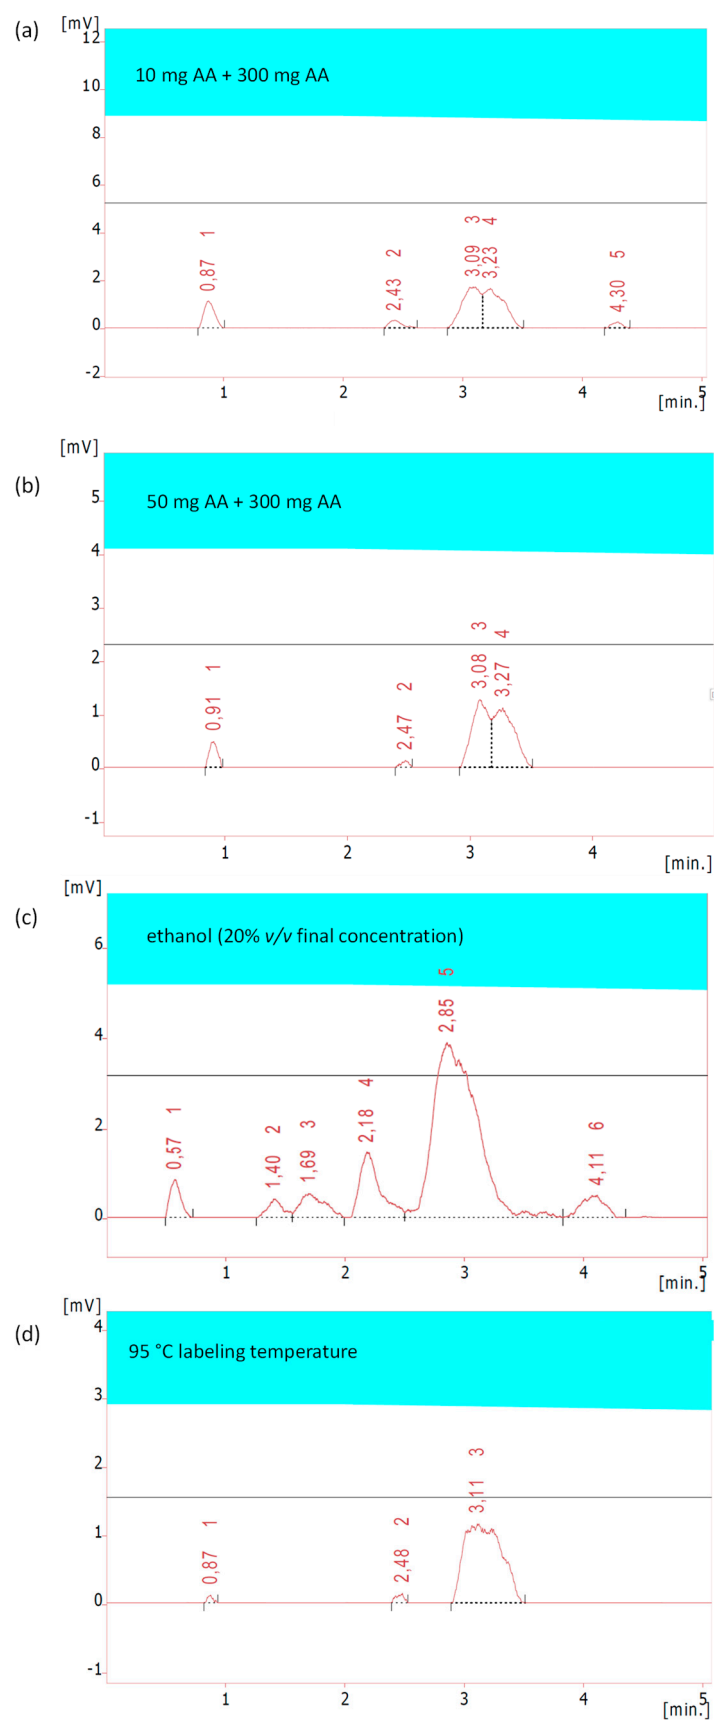 (a)
[mV]
12
10 mg AA + 300 mg AA
10
8
6
4
2
0
-2
0,87 1
2,43 2
3,09 3
3,23 4
4,30 5
1 2 3 4 5
[min.]
(b)
[mV]
50 mg AA + 300 mg AA
5
4
3
2
1
0
-1
0,91 1
2,47 2
3,08 3
3,27 4
1 2 3 4
[min.]
(c)
[mV]
ethanol (20% v/v final concentration)
6
4
2
0
0,57 1
1,40 2
1,69 3
2,18 4
2,85 5
4,11 6
1 2 3 4 5
[min.]
(d)
[mV]
95 °C labeling temperature
4
3
2
1
0
-1
0,87 1
2,48 2
3,11 3
1 2 3 4 5
[min.]